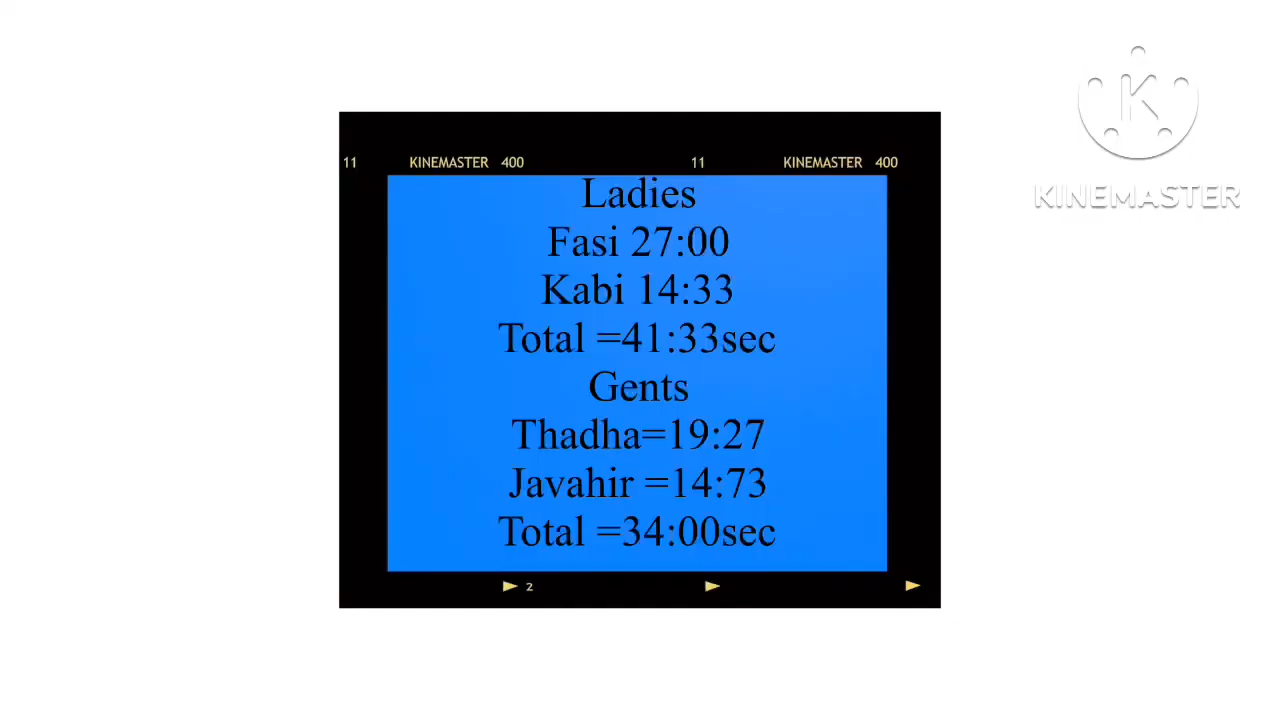 KINEMASTER
11 KINEMASTER 400 11 KINEMASTER 400
Ladies
Fasi 27:00
Kabi 14:33
Total =41:33sec
Gents
Thadha=19:27
Javahir =14:73
Total =34:00sec
2